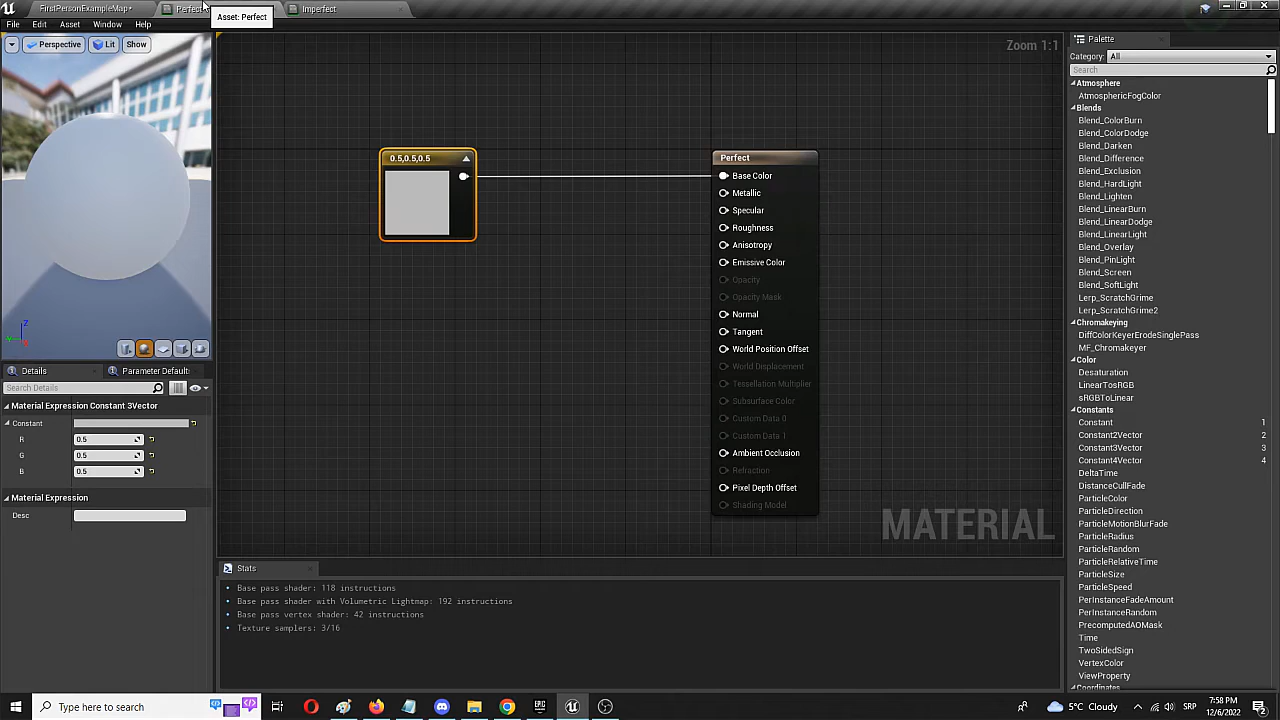 FirstPersonExampleMap*
Perfect
Asset: Perfect
Imperfect
File Edit Asset Window Help
Perspective Lit Show
Zoom 1:1
0.5,0.5,0.5
Perfect
Base Color
Metallic
Specular
Roughness
Anisotropy
Emissive Color
Opacity
Opacity Mask
Normal
Tangent
World Position Offset
World Displacement
Tessellation Multiplier
Subsurface Color
Custom Data 0
Custom Data 1
Ambient Occlusion
Refraction
Pixel Depth Offset
Shading Model
MATERIAL
Z
Details
Parameter Default
Search Details
Material Expression Constant 3Vector
Constant
R 0.5
G 0.5
B 0.5
Material Expression
Desc
Stats
Base pass shader: 118 instructions
Base pass shader with Volumetric Lightmap: 192 instructions
Base pass vertex shader: 42 instructions
Texture samplers: 3/16
Palette
Category: All
Search
Atmosphere
AtmosphericFogColor
Blends
Blend_ColorBurn
Blend_ColorDodge
Blend_Darken
Blend_Difference
Blend_Exclusion
Blend_HardLight
Blend_Lighten
Blend_LinearBurn
Blend_LinearDodge
Blend_LinearLight
Blend_Overlay
Blend_PinLight
Blend_Screen
Blend_SoftLight
Lerp_ScratchGrime
Lerp_ScratchGrime2
Chromakeying
DiffColorKeyerErodeSinglePass
MF_Chromakeyer
Color
Desaturation
LinearTosRGB
sRGBToLinear
Constants
Constant 1
Constant2Vector 2
Constant3Vector 3
Constant4Vector 4
DeltaTime
DistanceCullFade
ParticleColor
ParticleDirection
ParticleMotionBlurFade
ParticleRadius
ParticleRandom
ParticleRelativeTime
ParticleSize
ParticleSpeed
PerInstanceFadeAmount
PerInstanceRandom
PrecomputedAOMask
Time
TwoSidedSign
VertexColor
ViewProperty
Coordinates
Type here to search
5°C Cloudy
SRP
7:58 PM
12/6/2022